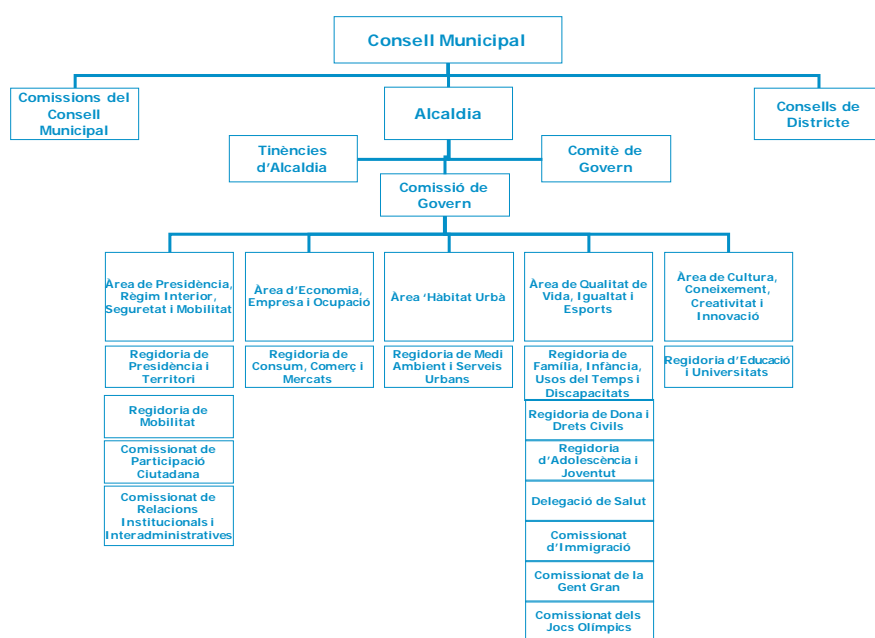 Consell Municipal
Comissions del
Consell
Municipal
Alcaldia
Consells de
Districte
Tinències
d'Alcaldia
Comitè de
Govern
Comissió de
Govern
Àrea de Presidència,
Règim Interior,
Seguretat i Mobilitat
Àrea d'Economia,
Empresa i Ocupació
Àrea 'Hàbitat Urbà
Àrea de Qualitat de
Vida, Igualtat i
Esports
Àrea de Cultura,
Coneixement,
Creativitat i
Innovació
Regidoria de
Presidència i
Territori
Regidoria de
Consum, Comerç i
Mercats
Regidoria de Medi
Ambient i Serveis
Urbans
Regidoria de
Família, Infància,
Usos del Temps i
Discapacitats
Regidoria d'Educació
i Universitats
Regidoria de
Mobilitat
Comissionat de
Participació
Ciutadana
Comissionat de
Relacions
Institucionals i
Interadministratives
Regidoria de Dona i
Drets Civils
Regidoria
d'Adolescència i
Joventut
Delegació de Salut
Comissionat
d'Immigració
Comissionat de la
Gent Gran
Comissionat dels
Jocs Olímpics